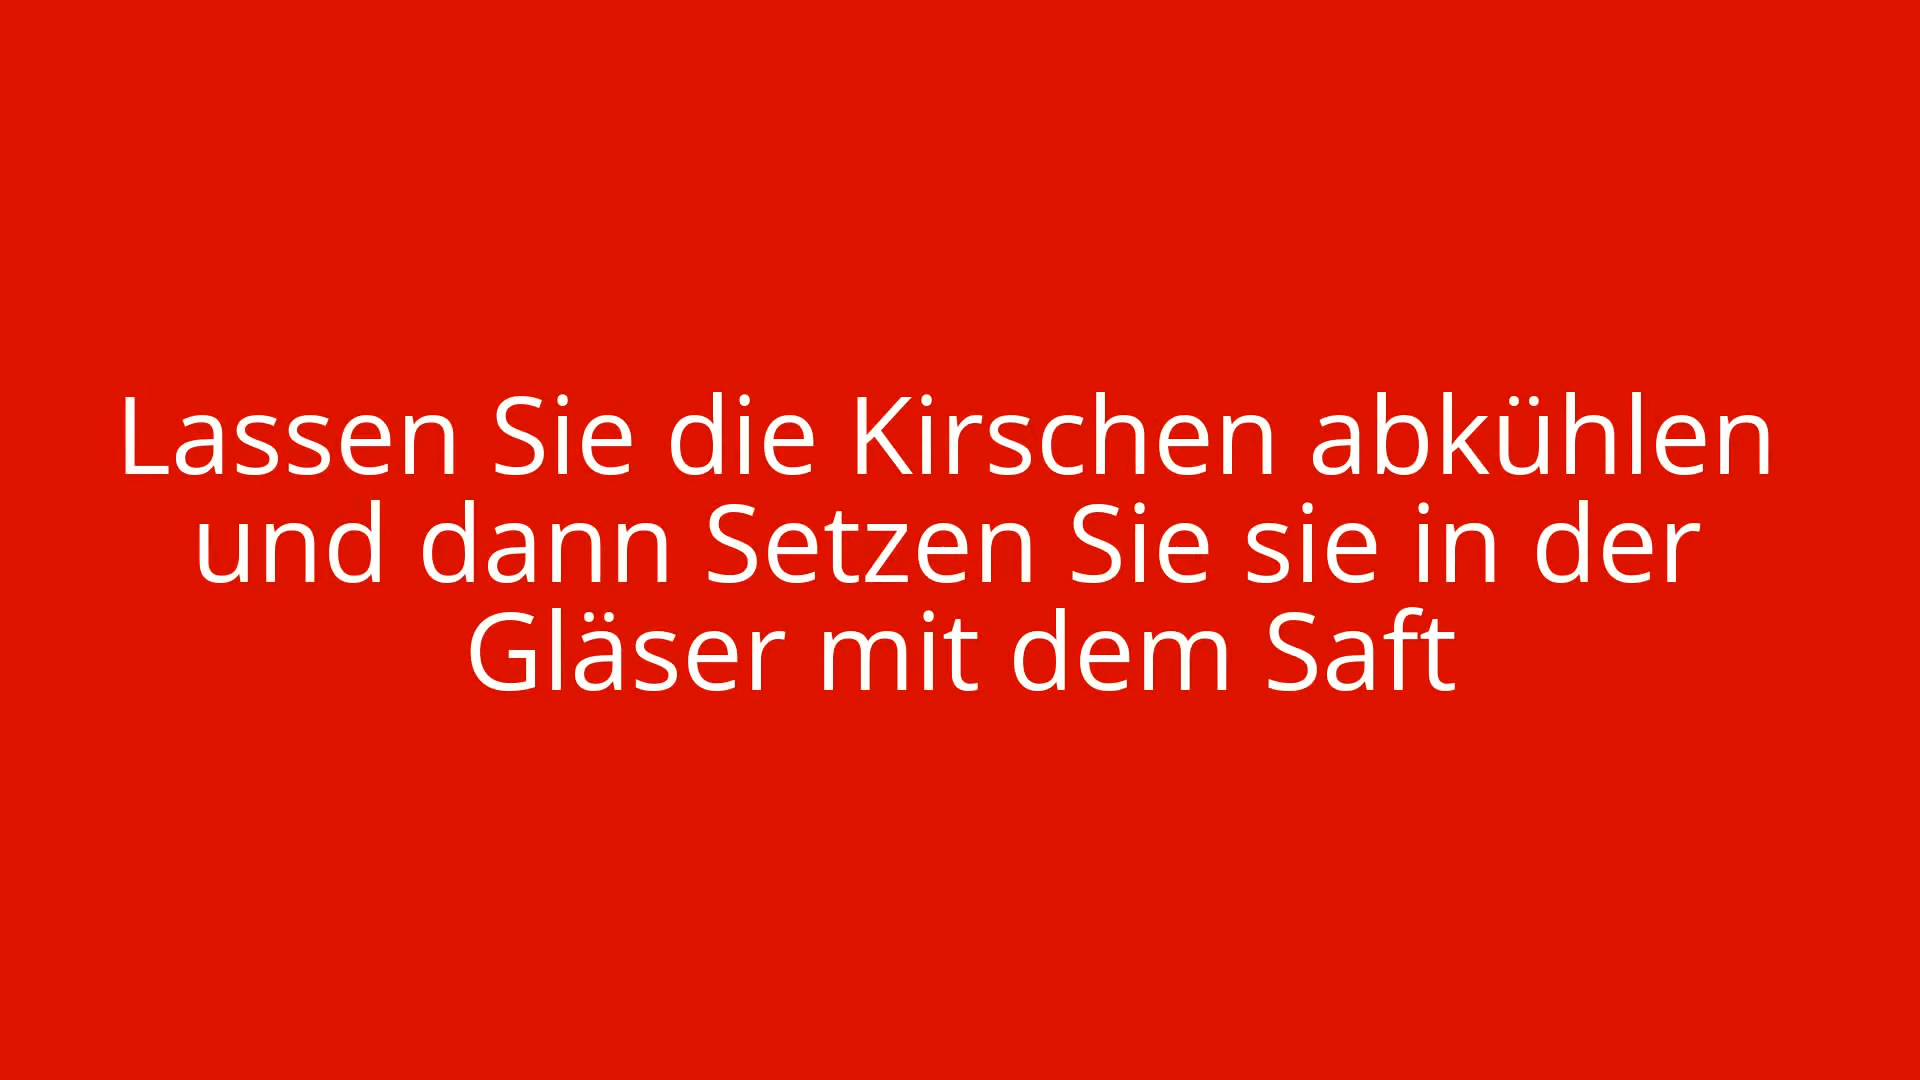 Lassen Sie die Kirschen abkühlen
und dann Setzen Sie sie in der
Gläser mit dem Saft